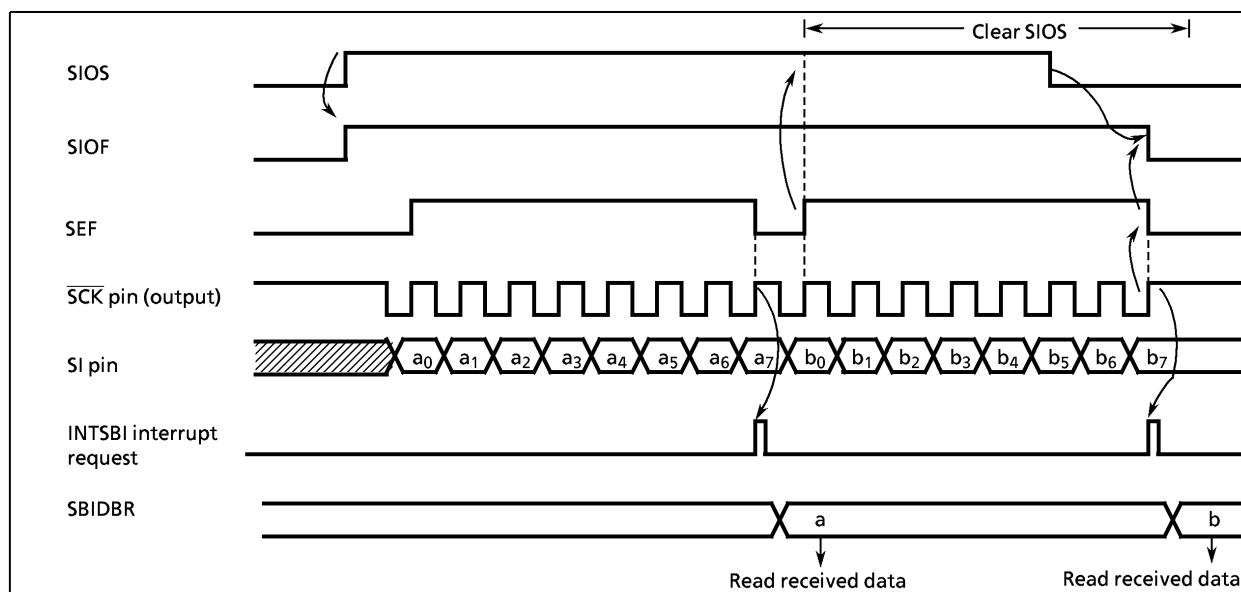 Clear SIOS
SIOS
SIOF
SEF
S̅C̅K̅ pin (output)
SI pin a₀ a₁ a₂ a₃ a₄ a₅ a₆ a₇ b₀ b₁ b₂ b₃ b₄ b₅ b₆ b₇
INTSBI interrupt
request
SBIDBR a b
Read received data Read received data